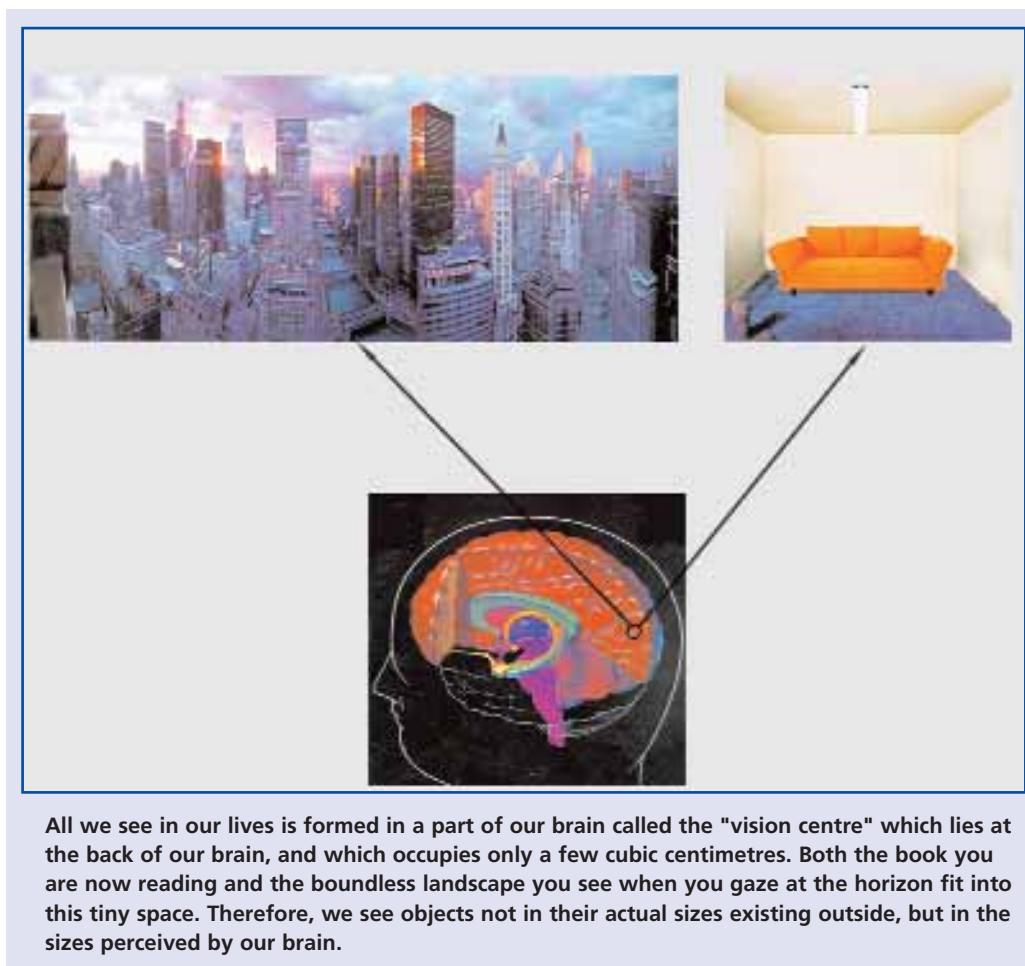 All we see in our lives is formed in a part of our brain called the "vision centre" which lies at
the back of our brain, and which occupies only a few cubic centimetres. Both the book you
are now reading and the boundless landscape you see when you gaze at the horizon fit into
this tiny space. Therefore, we see objects not in their actual sizes existing outside, but in the
sizes perceived by our brain.